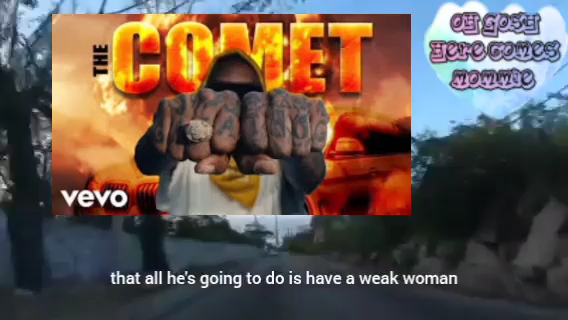 THE COMET
OH GOSH
HERE COMES
MOMMIE
vevo
that all he's going to do is have a weak woman